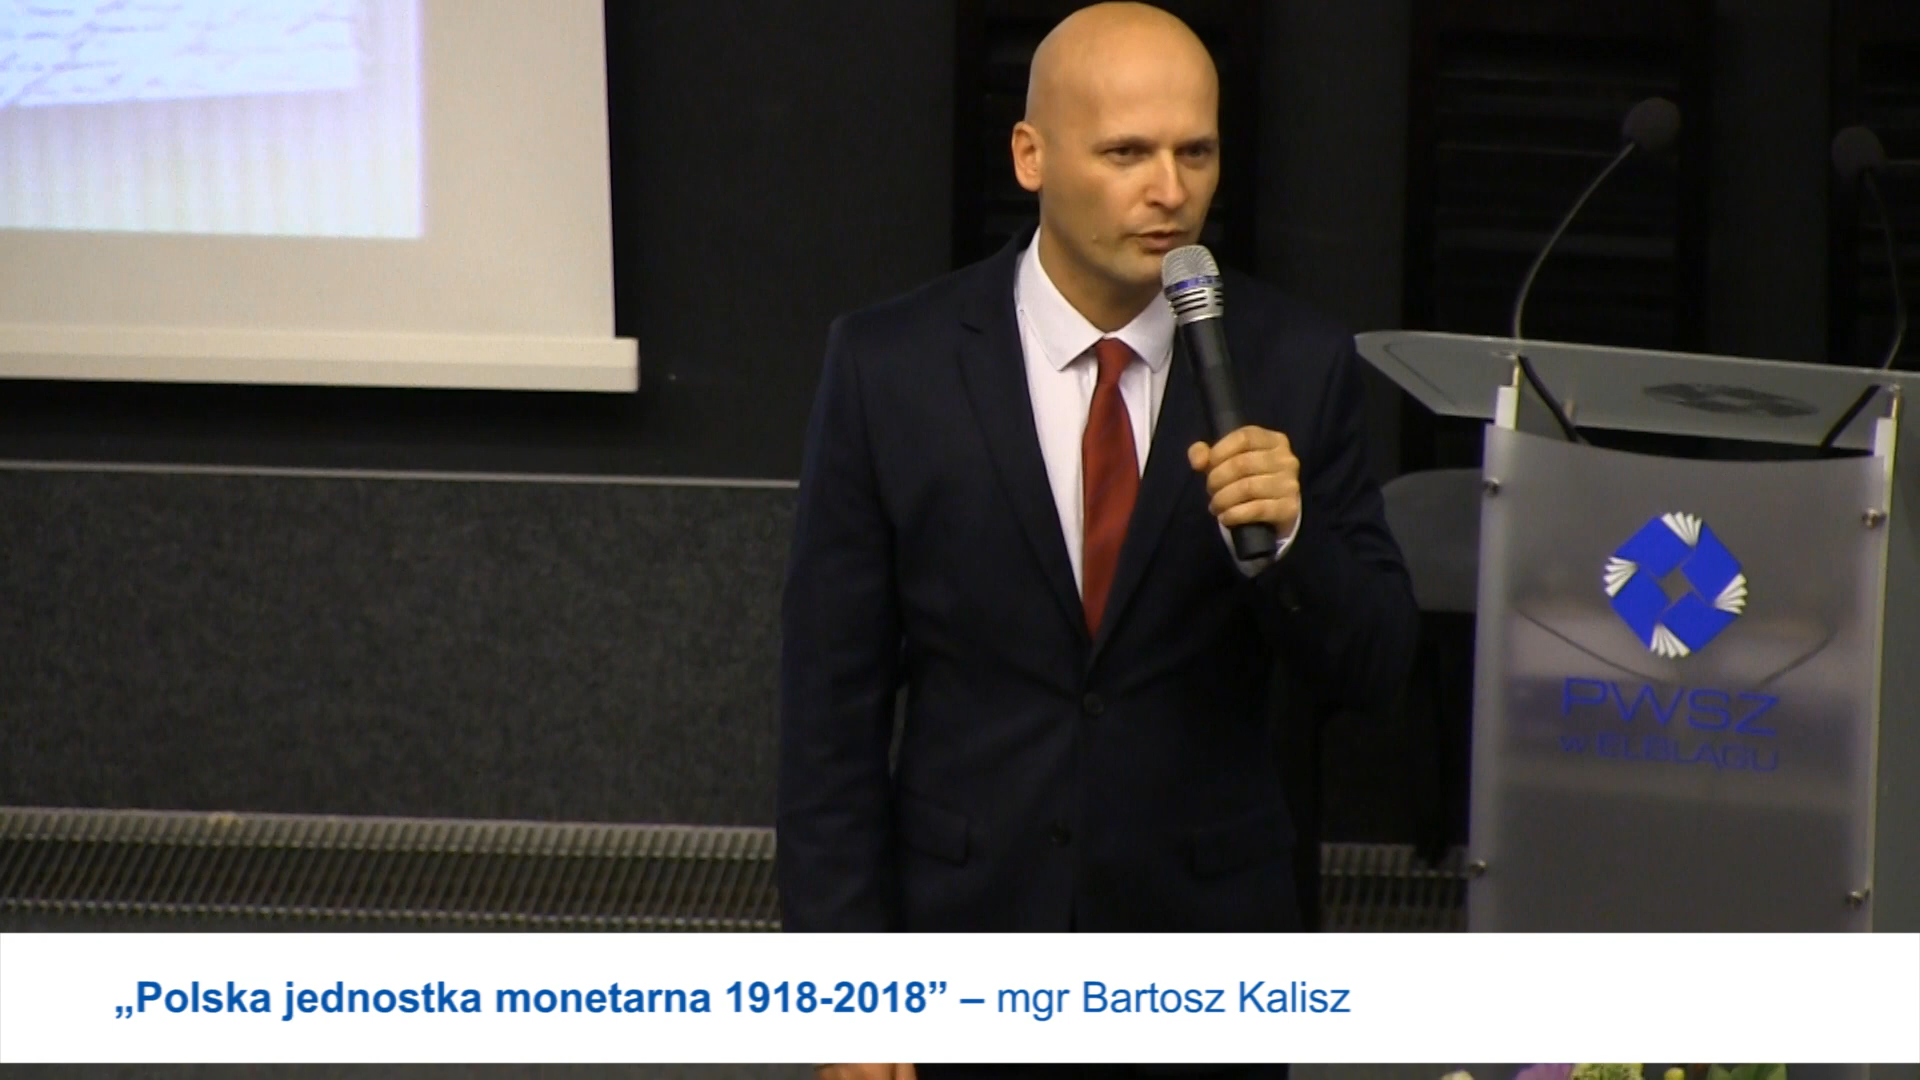 PWSZ
w ELBLĄGU
„Polska jednostka monetarna 1918-2018” – mgr Bartosz Kalisz